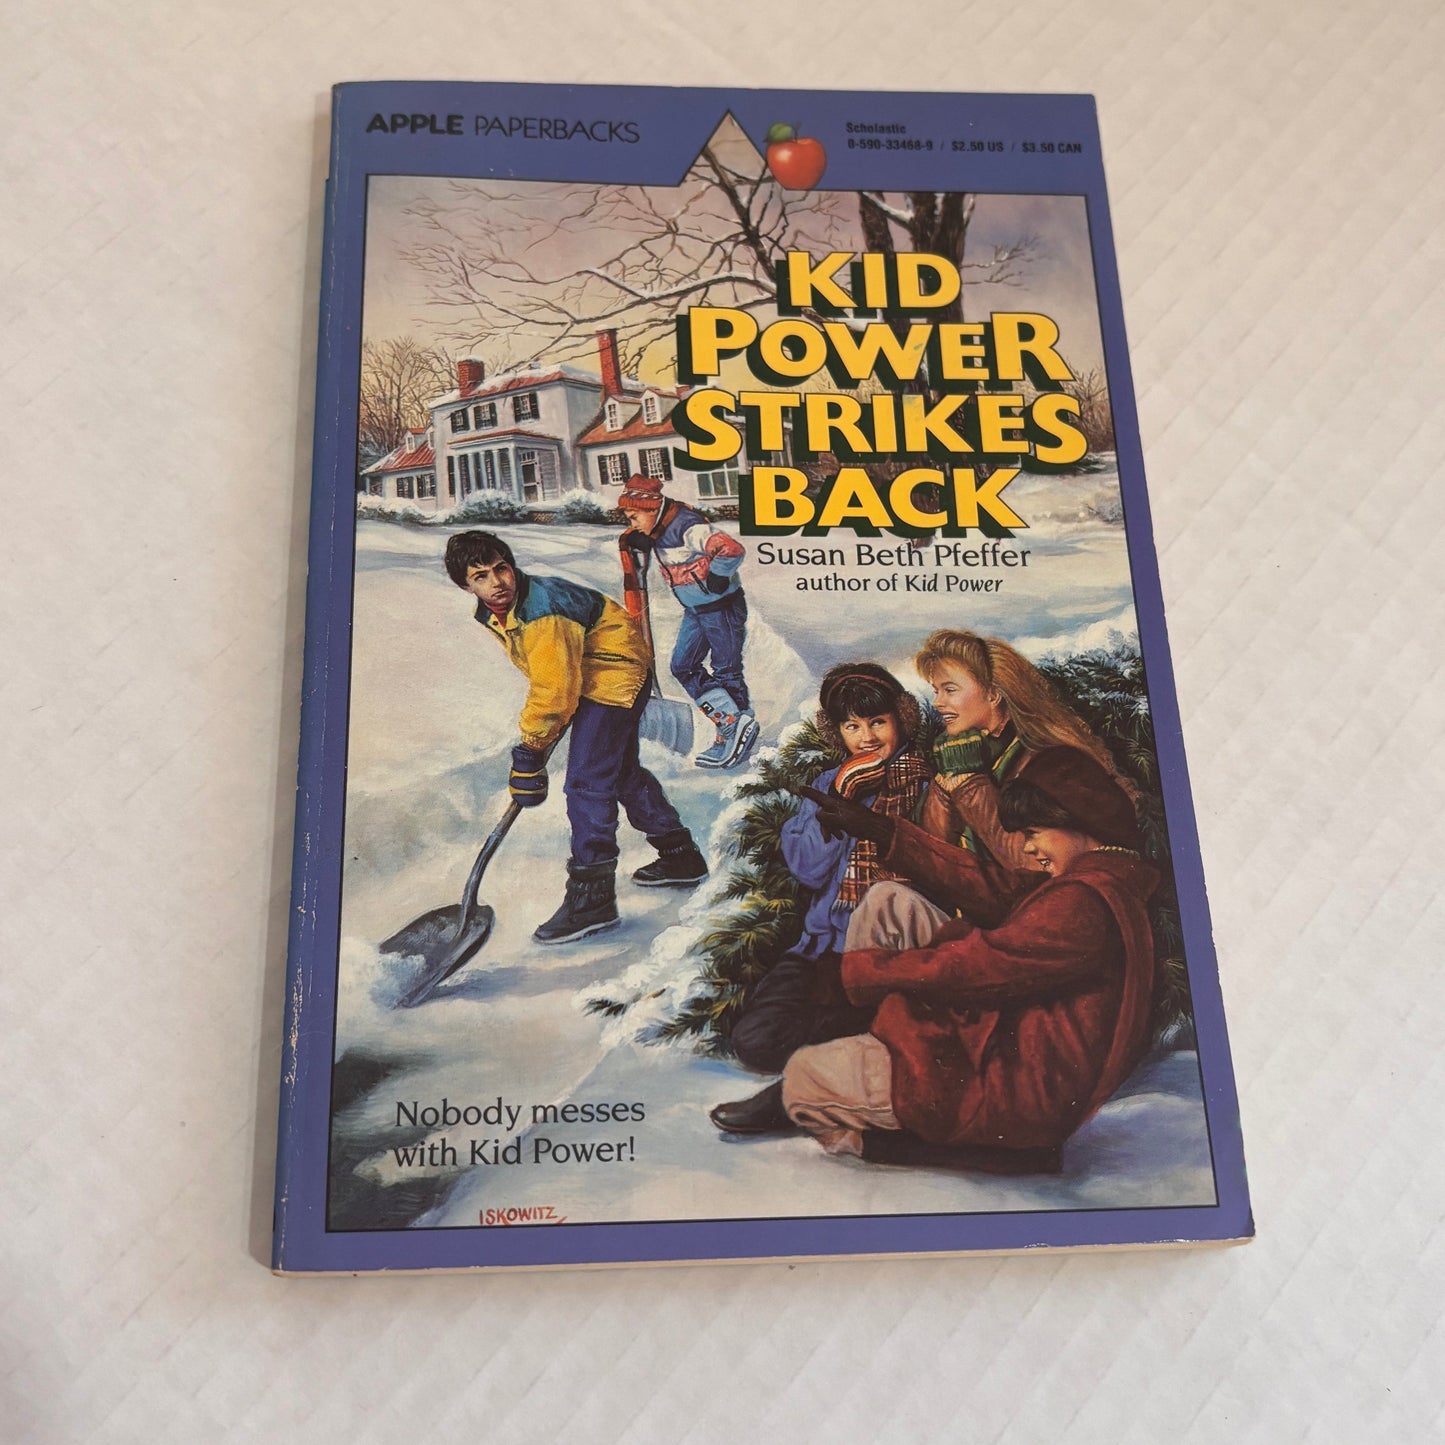 APPLE PAPERBACKS
Scholastic
0-590-33468-9 / $2.50 US / $3.50 CAN
KID
POWER
STRIKES
BACK
Susan Beth Pfeffer
author of Kid Power
Nobody messes
with Kid Power!
ISKOWITZ